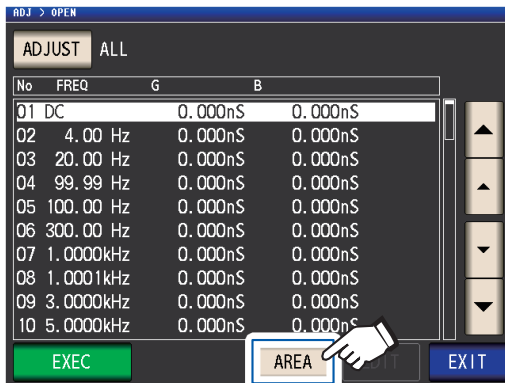 ADJ > OPEN
ADJUST ALL
No FREQ G B
01 DC 0.000nS 0.000nS
02 4.00 Hz 0.000nS 0.000nS
03 20.00 Hz 0.000nS 0.000nS
04 99.99 Hz 0.000nS 0.000nS
05 100.00 Hz 0.000nS 0.000nS
06 300.00 Hz 0.000nS 0.000nS
07 1.0000kHz 0.000nS 0.000nS
08 1.0001kHz 0.000nS 0.000nS
09 3.0000kHz 0.000nS 0.000nS
10 5.0000kHz 0.000nS 0.000nS
EXEC AREA EXIT